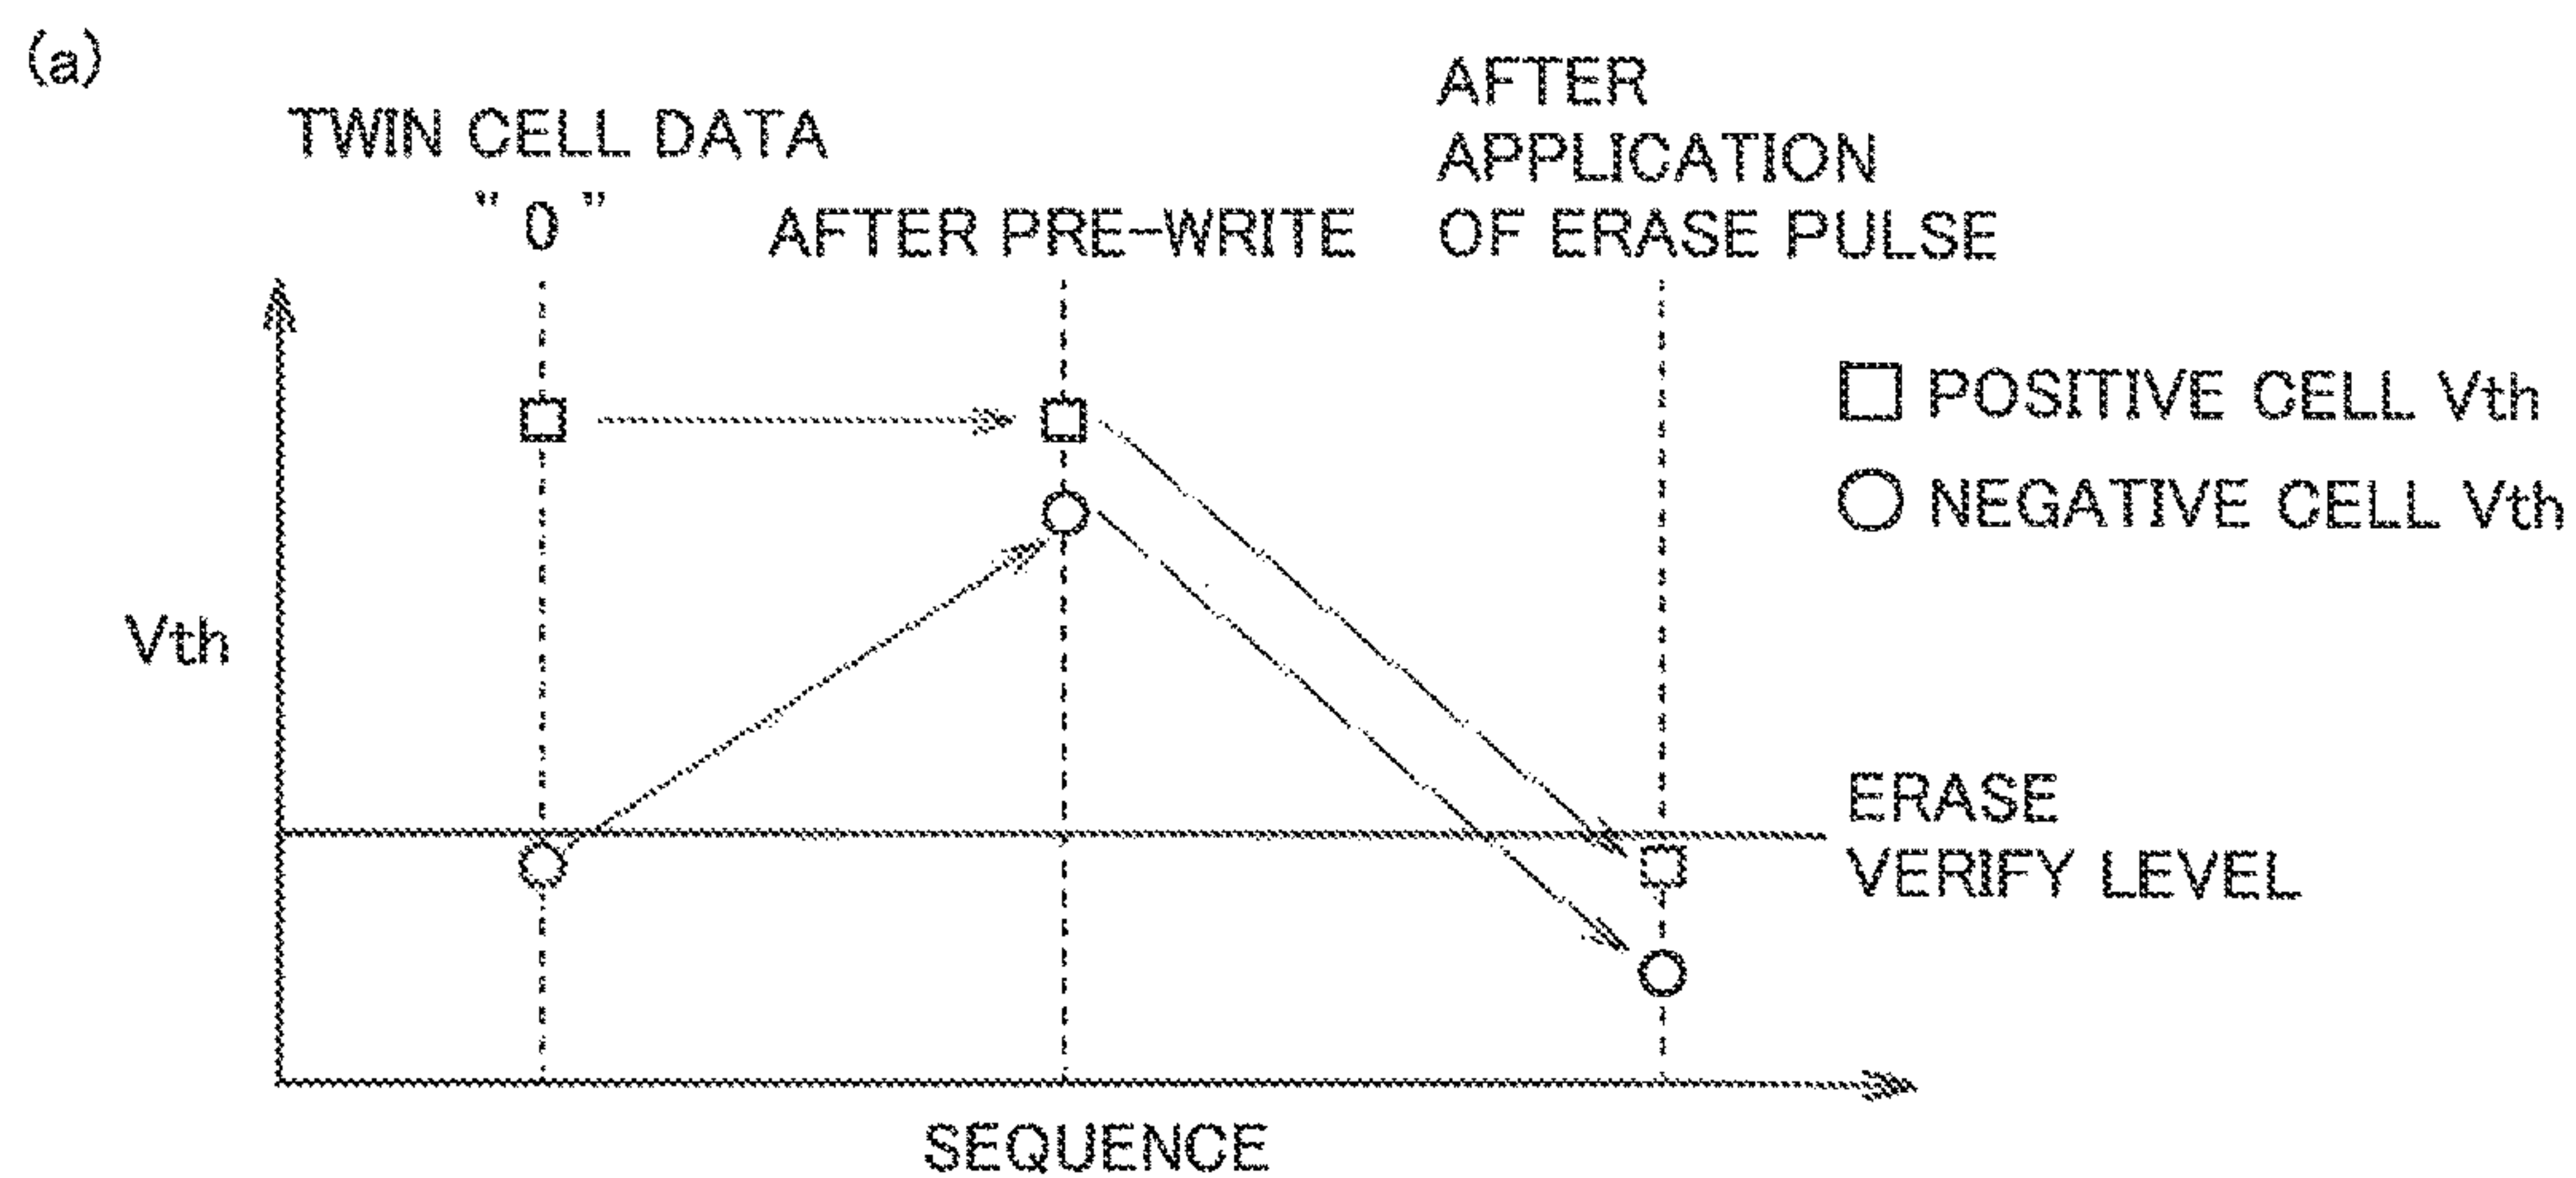 (a)
TWIN CELL DATA
"0"
AFTER PRE-WRITE
AFTER
APPLICATION
OF ERASE PULSE
□ POSITIVE CELL Vth
○ NEGATIVE CELL Vth
Vth
ERASE
VERIFY LEVEL
SEQUENCE